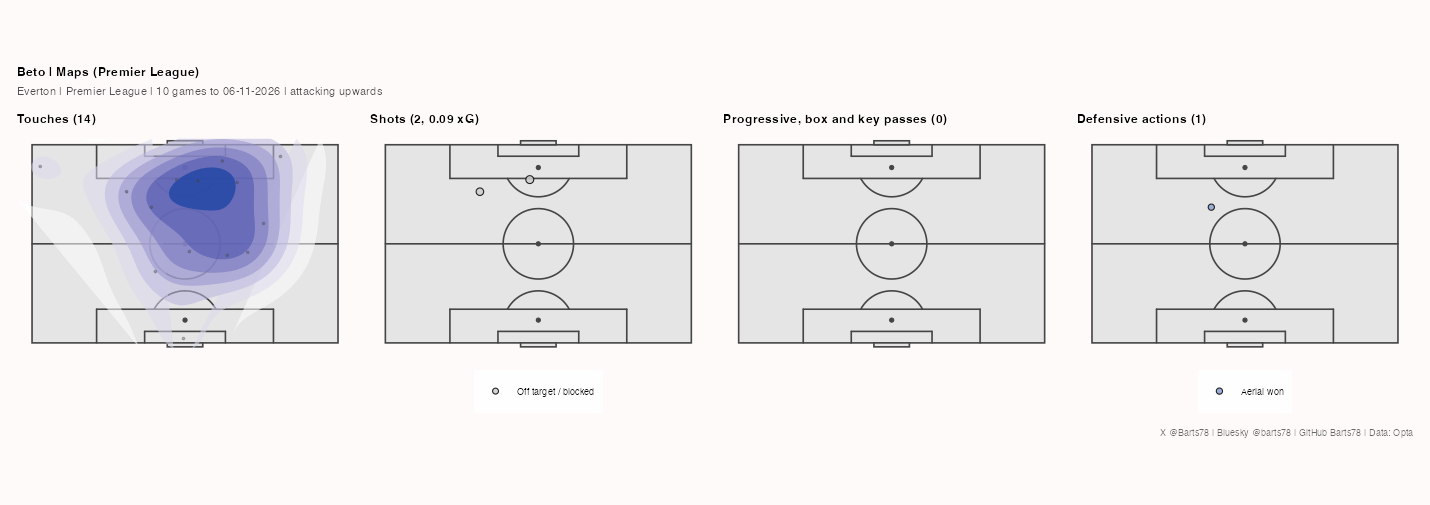 Beto | Maps (Premier League)
Everton | Premier League | 10 games to 06-11-2026 | attacking upwards
Touches (14)
Shots (2, 0.09 xG)
Progressive, box and key passes (0)
Defensive actions (1)
Off target / blocked
Aerial won
X @Barts78 | Bluesky @barts78 | GitHub Barts78 | Data: Opta